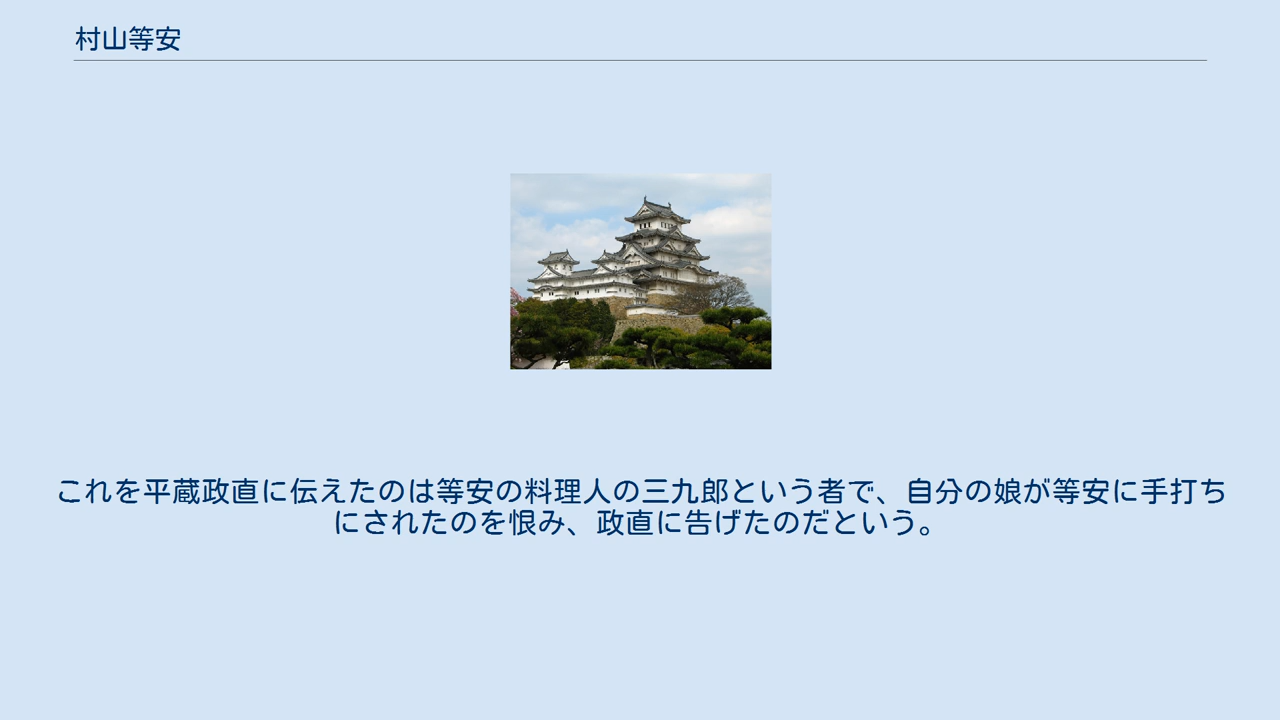 村山等安
これを平蔵政直に伝えたのは等安の料理人の三九郎という者で、自分の娘が等安に手打ち
にされたのを恨み、政直に告げたのだという。